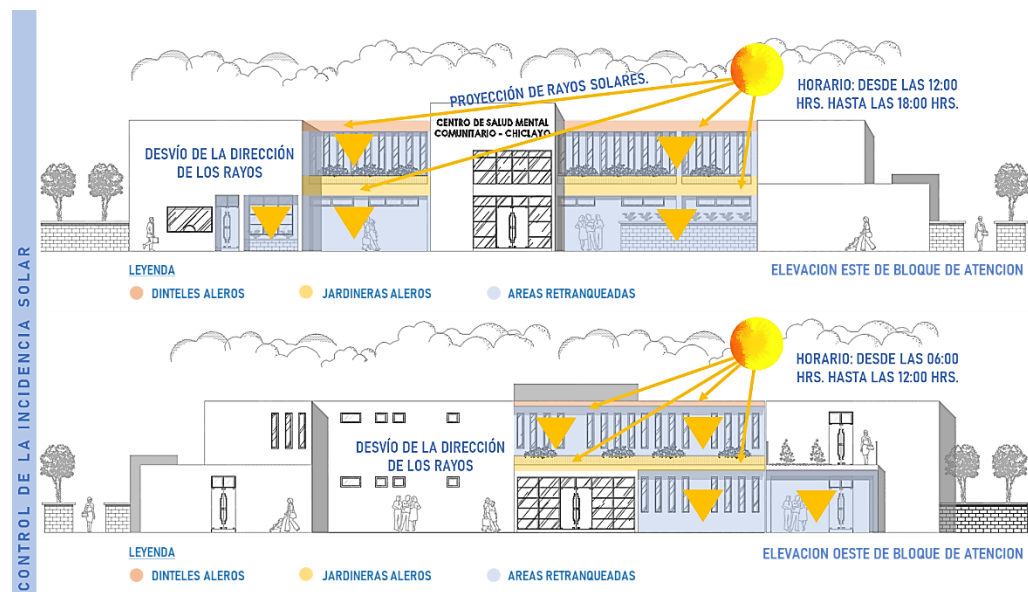 CONTROL DE LA INCIDENCIA SOLAR
PROYECCIÓN DE RAYOS SOLARES.
HORARIO: DESDE LAS 12:00
HRS. HASTA LAS 18:00 HRS.
CENTRO DE SALUD MENTAL
COMUNITARIO - CHICLAYO
DESVÍO DE LA DIRECCIÓN
DE LOS RAYOS
LEYENDA
ELEVACION ESTE DE BLOQUE DE ATENCION
DINTELES ALEROS
JARDINERAS ALEROS
AREAS RETRANQUEADAS
HORARIO: DESDE LAS 06:00
HRS. HASTA LAS 12:00 HRS.
DESVÍO DE LA DIRECCIÓN
DE LOS RAYOS
LEYENDA
ELEVACION OESTE DE BLOQUE DE ATENCION
DINTELES ALEROS
JARDINERAS ALEROS
AREAS RETRANQUEADAS